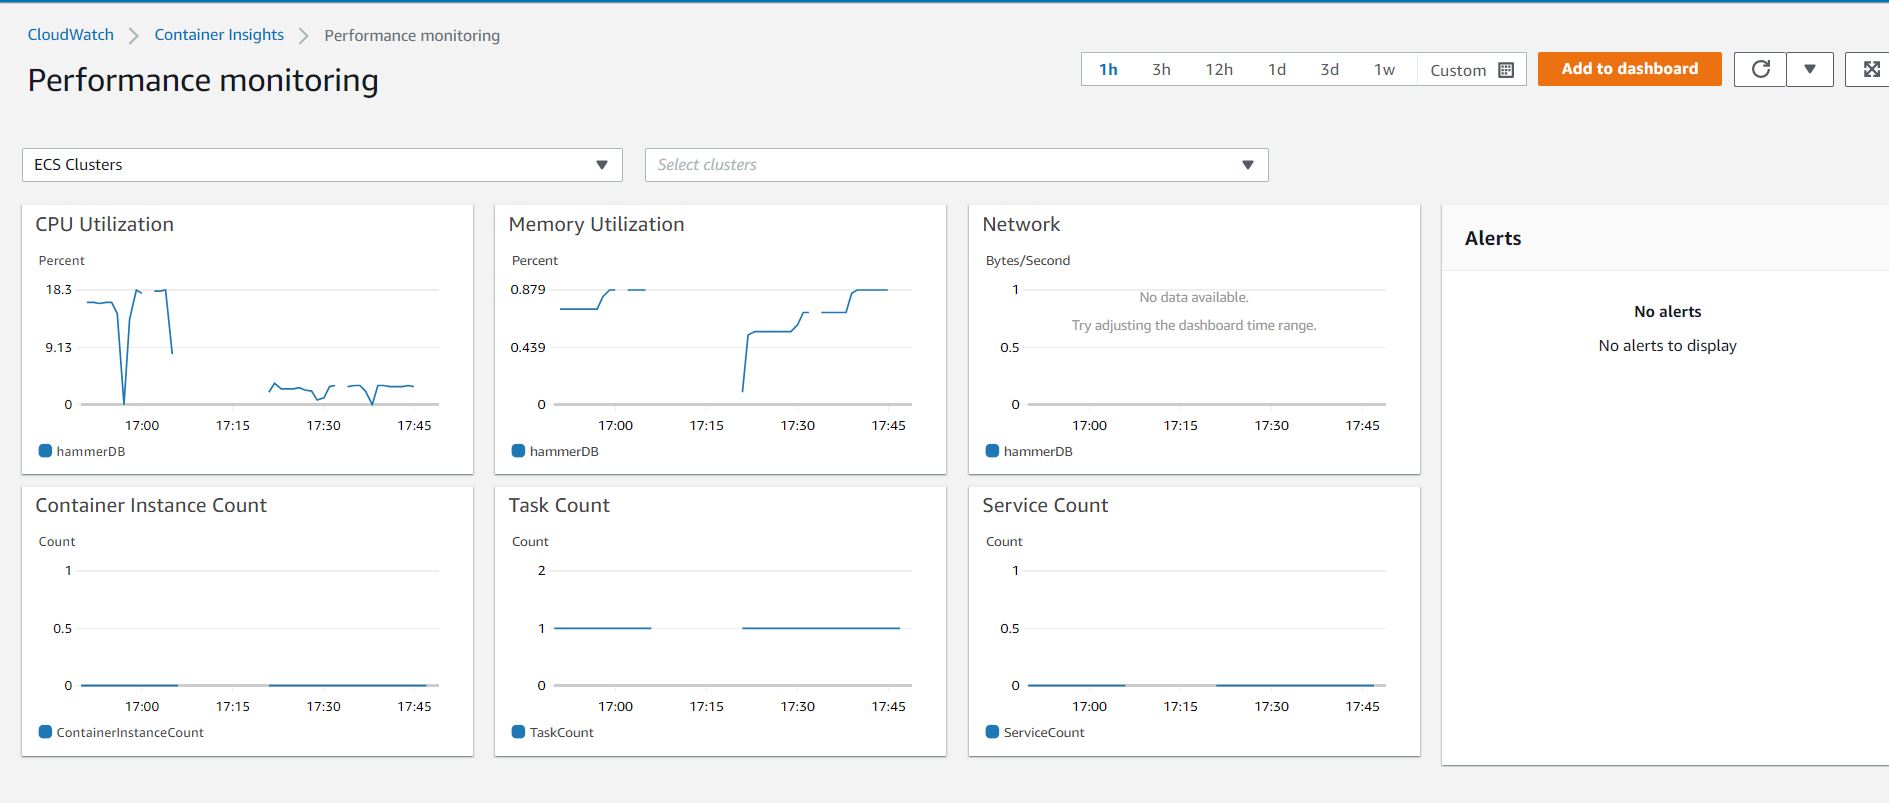 CloudWatch > Container Insights > Performance monitoring
Performance monitoring
1h 3h 12h 1d 3d 1w Custom Add to dashboard
ECS Clusters Select clusters
CPU Utilization
Percent
18.3
9.13
0
17:00 17:15 17:30 17:45
hammerDB
Memory Utilization
Percent
0.879
0.439
0
17:00 17:15 17:30 17:45
hammerDB
Network
Bytes/Second
1
No data available.
Try adjusting the dashboard time range.
0.5
0
17:00 17:15 17:30 17:45
hammerDB
Alerts
No alerts
No alerts to display
Container Instance Count
Count
1
0.5
0
17:00 17:15 17:30 17:45
ContainerInstanceCount
Task Count
Count
2
1
0
17:00 17:15 17:30 17:45
TaskCount
Service Count
Count
1
0.5
0
17:00 17:15 17:30 17:45
ServiceCount